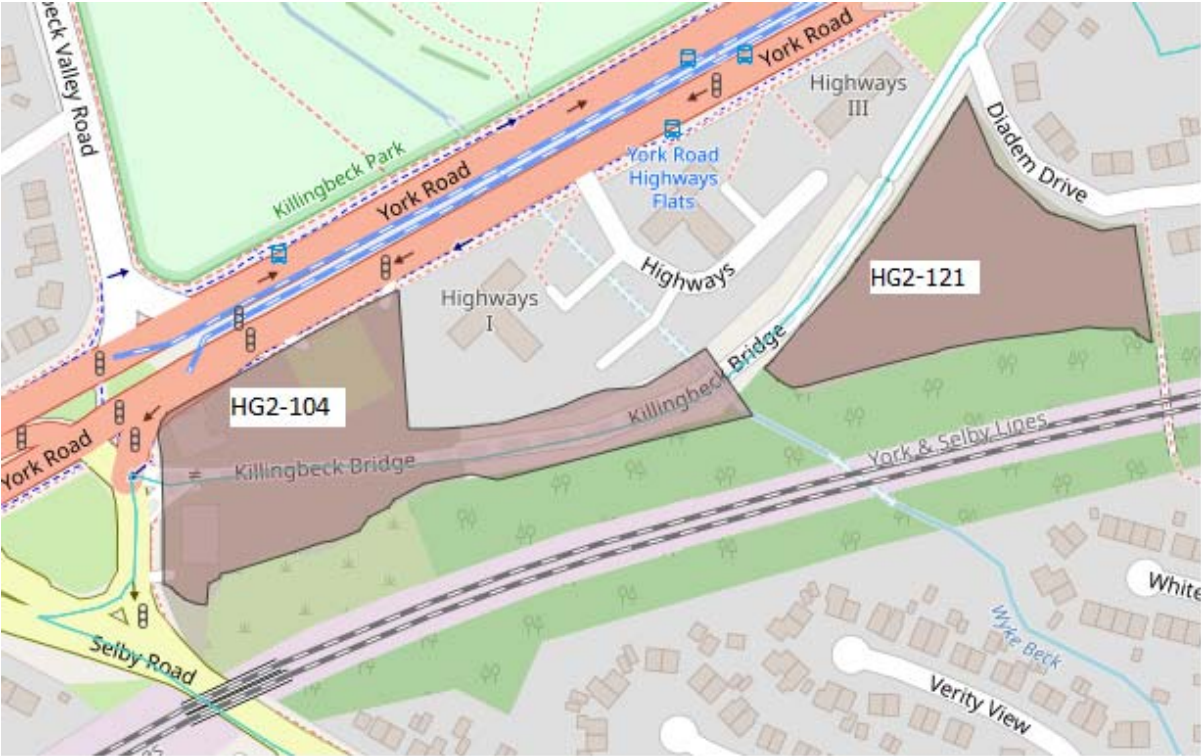 beck Valley Road
York Road
Highways
III
Killingbeck Park
York Road
York Road
Highways
Flats
Diadem Drive
Highways
Highways
I
HG2-121
Killingbeck Bridge
HG2-104
York Road
Killingbeck Bridge
York & Selby Lines
White
Wyke Beck
Selby Road
Verity View